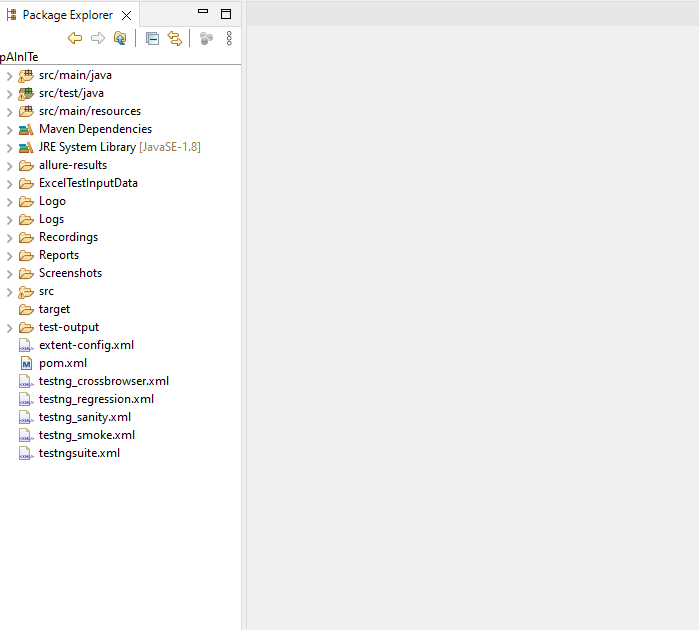 Package Explorer
pAInITe
src/main/java
src/test/java
src/main/resources
Maven Dependencies
JRE System Library [JavaSE-1.8]
allure-results
ExcelTestInputData
Logo
Logs
Recordings
Reports
Screenshots
src
target
test-output
extent-config.xml
pom.xml
testng_crossbrowser.xml
testng_regression.xml
testng_sanity.xml
testng_smoke.xml
testngsuite.xml